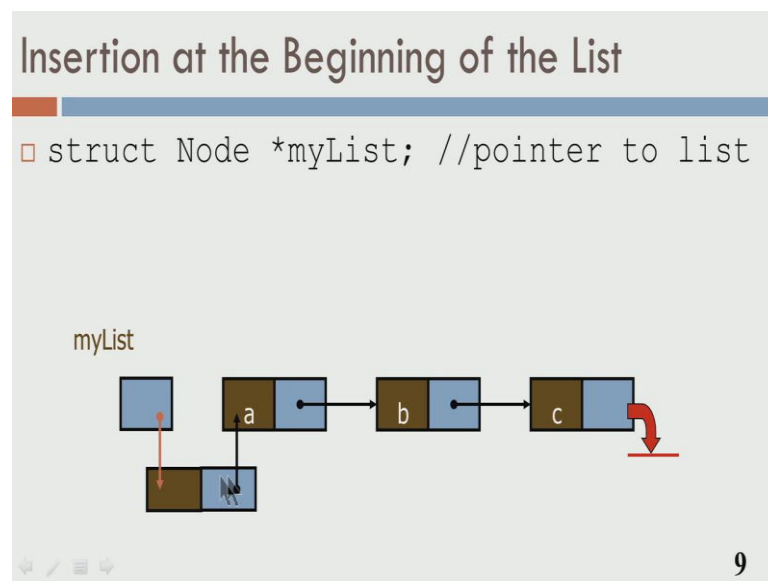 Insertion at the Beginning of the List
struct Node *myList; //pointer to list
myList
a b c
9